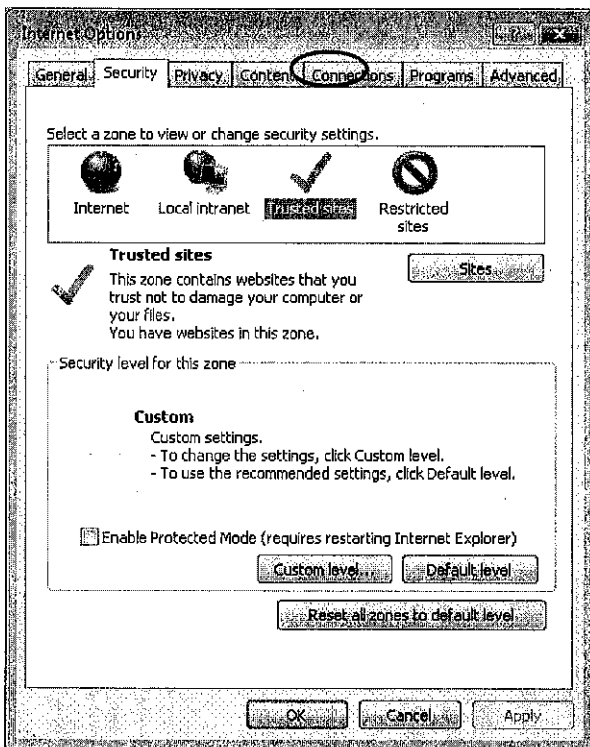 Internet Options
General Security Privacy Content Connections Programs Advanced
Select a zone to view or change security settings.
Internet Local intranet Trusted sites Restricted sites
Trusted sites
Sites
This zone contains websites that you
trust not to damage your computer or
your files.
You have websites in this zone.
Security level for this zone
Custom
Custom settings.
- To change the settings, click Custom level.
- To use the recommended settings, click Default level.
Enable Protected Mode (requires restarting Internet Explorer)
Custom level... Default level
Reset all zones to default level
OK Cancel Apply